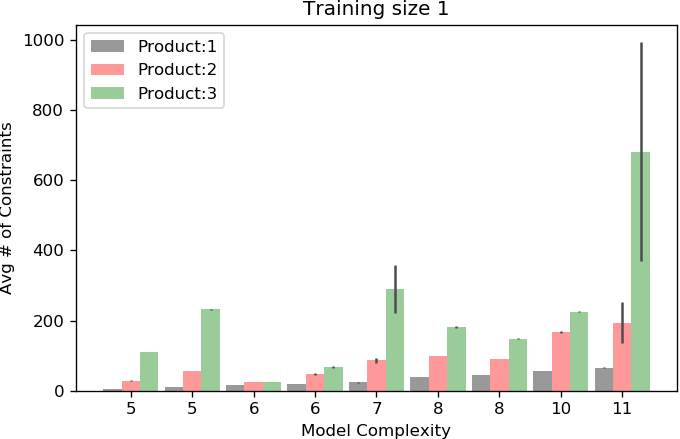 Training size 1
Avg # of Constraints
1000
800
600
400
200
0
Product:1
Product:2
Product:3
5 5 6 6 7 8 8 10 11
Model Complexity